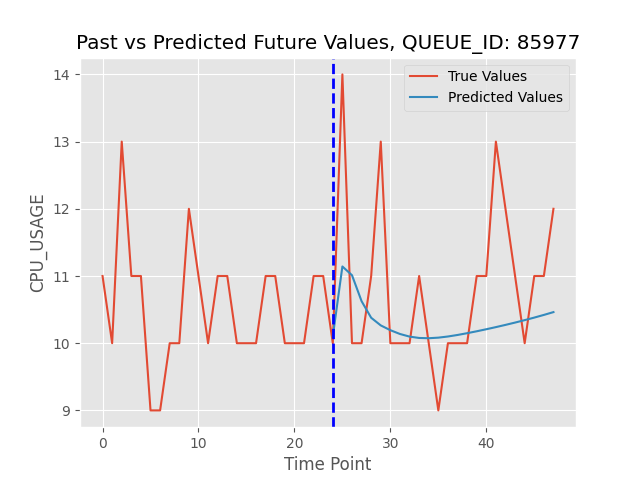 Past vs Predicted Future Values, QUEUE_ID: 85977
True Values
Predicted Values
14
13
12
11
10
9
CPU_USAGE
0 10 20 30 40
Time Point